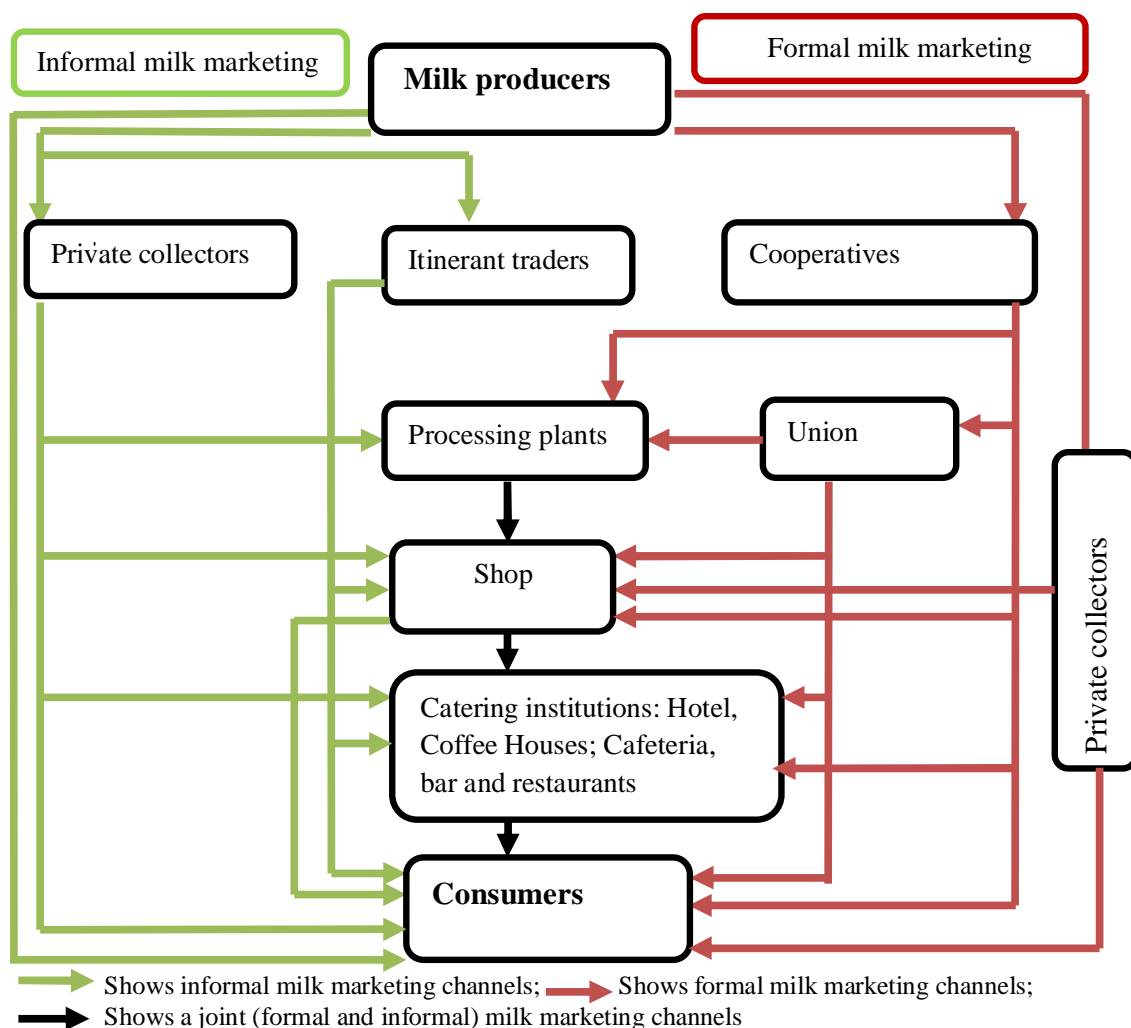 Informal milk marketing
Milk producers
Formal milk marketing
Private collectors
Itinerant traders
Cooperatives
Processing plants
Union
Shop
Private collectors
Catering institutions: Hotel,
Coffee Houses; Cafeteria,
bar and restaurants
Consumers
Shows informal milk marketing channels; Shows formal milk marketing channels;
Shows a joint (formal and informal) milk marketing channels